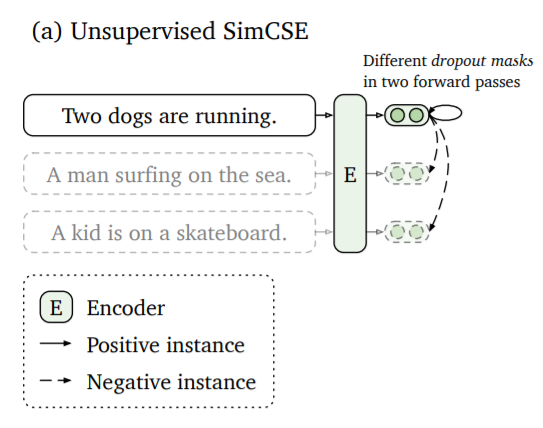 (a) Unsupervised SimCSE
Different dropout masks
in two forward passes
Two dogs are running.
A man surfing on the sea.
E
A kid is on a skateboard.
E Encoder
Positive instance
Negative instance